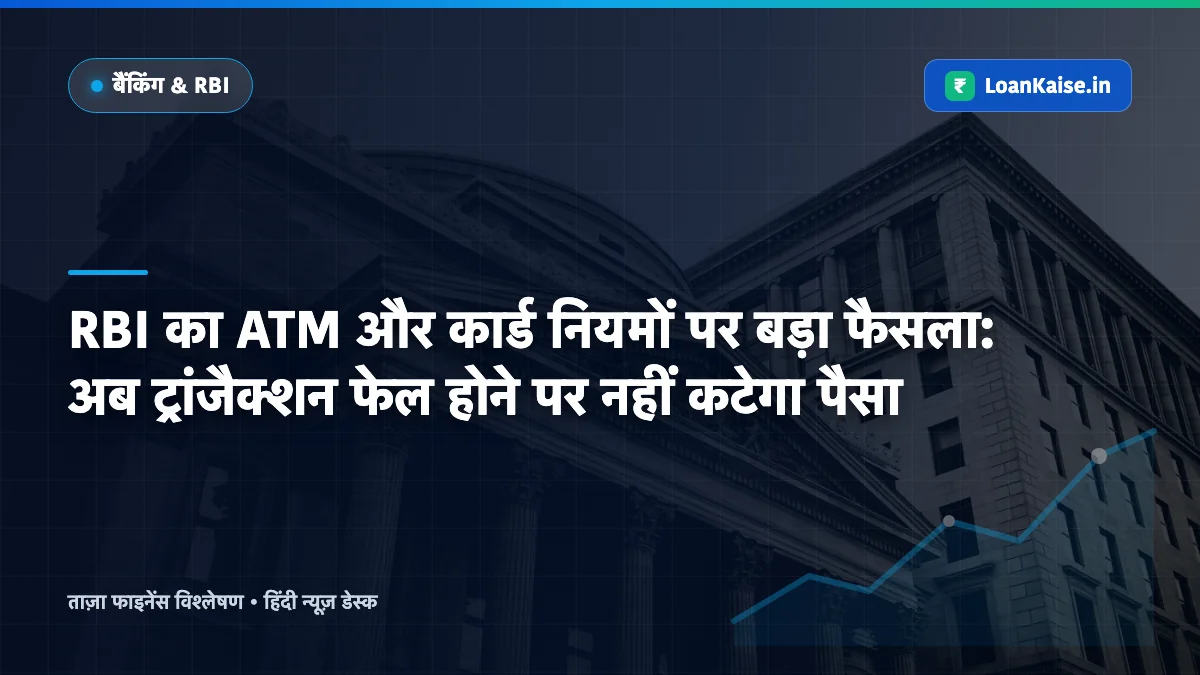 बैंकिंग & RBI
₹ LoanKaise.in
RBI का ATM और कार्ड नियमों पर बड़ा फैसला:
अब ट्रांजैक्शन फेल होने पर नहीं कटेगा पैसा
ताज़ा फाइनेंस विश्लेषण • हिंदी न्यूज़ डेस्क